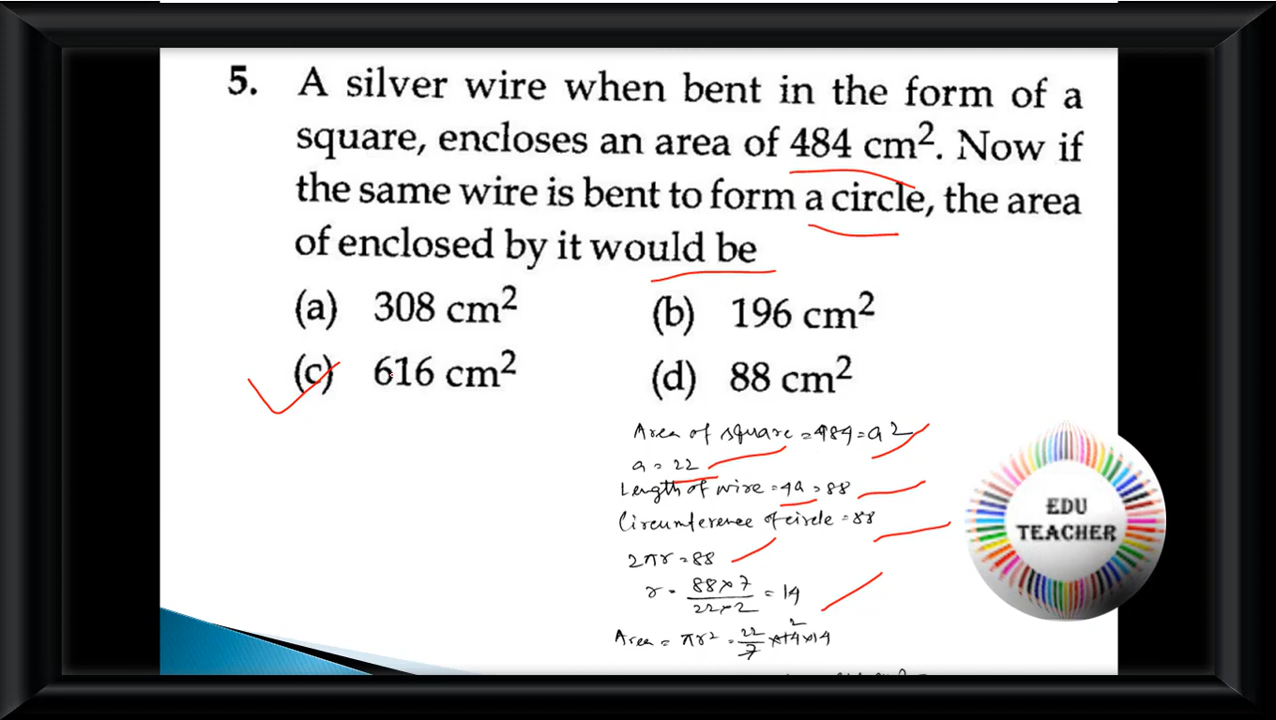 5. A silver wire when bent in the form of a
square, encloses an area of 484 cm². Now if
the same wire is bent to form a circle, the area
of enclosed by it would be
(a) 308 cm² (b) 196 cm²
(c) 616 cm² (d) 88 cm²
Area of square = 484 = a2
a = 22
Length of wire = 4a = 88
Circumference of circle = 88
2πr = 88
r = 88×7/22×2 = 14
Area = πr² = 22/7 × 14 × 14
2
EDU
TEACHER